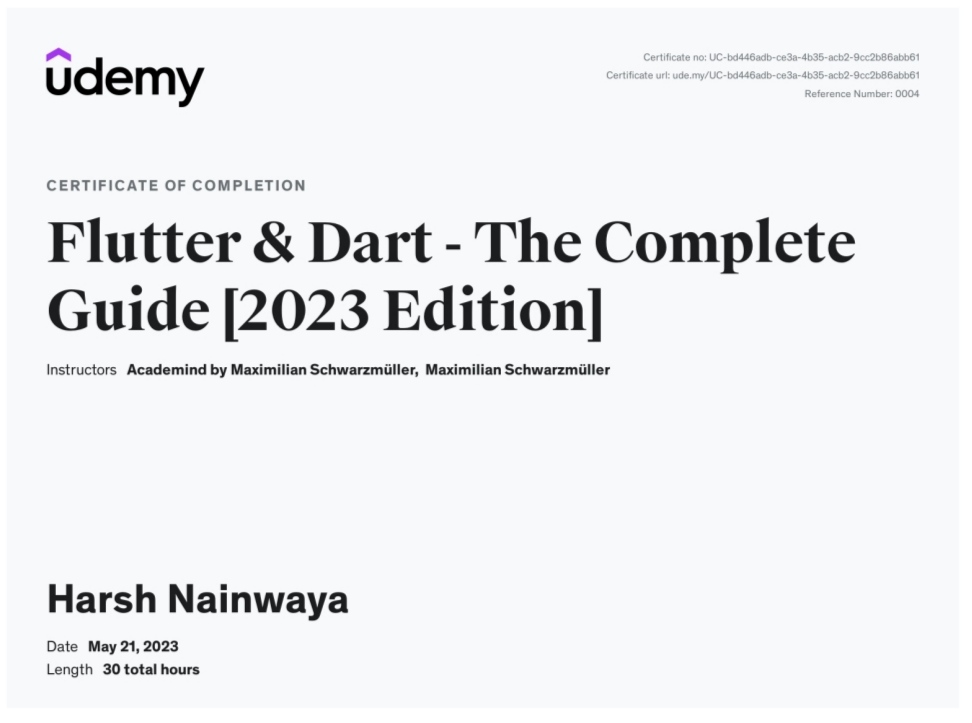 udemy
Certificate no: UC-bd446adb-ce3a-4b35-acb2-9cc2b86abb61
Certificate url: ude.my/UC-bd446adb-ce3a-4b35-acb2-9cc2b86abb61
Reference Number: 0004
CERTIFICATE OF COMPLETION
Flutter & Dart - The Complete
Guide [2023 Edition]
Instructors Academind by Maximilian Schwarzmüller, Maximilian Schwarzmüller
Harsh Nainwaya
Date May 21, 2023
Length 30 total hours